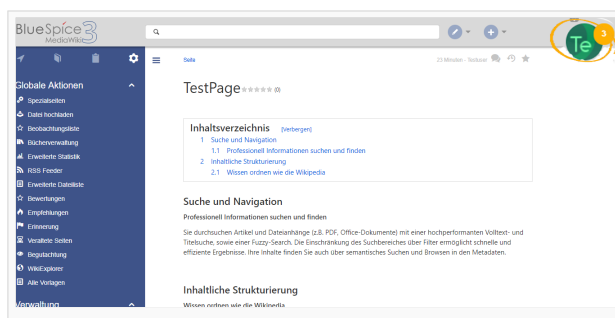 BlueSpice 3
MediaWiki
Te
3
Seite
23 Minuten - Testuser
Globale Aktionen
Spezialseiten
Datei hochladen
Beobachtungsliste
Bücherverwaltung
Erweiterte Statistik
RSS Feeder
Erweiterte Dateiliste
Bewertungen
Empfehlungen
Erinnerung
Veraltete Seiten
Begutachtung
WikiExplorer
Alle Vorlagen
Verwaltung
TestPage (0)
Inhaltsverzeichnis [Verbergen]
1 Suche und Navigation
1.1 Professionell Informationen suchen und finden
2 Inhaltliche Strukturierung
2.1 Wissen ordnen wie die Wikipedia
Suche und Navigation
Professionell Informationen suchen und finden
Sie durchsuchen Artikel und Dateianhänge (z.B. PDF, Office-Dokumente) mit einer hochperformanten Volltext- und
Titelsuche, sowie einer Fuzzy-Search. Die Einschränkung des Suchbereiches über Filter ermöglicht schnelle und
effiziente Ergebnisse. Ihre Inhalte finden Sie auch über semantisches Suchen und Browsen in den Metadaten.
Inhaltliche Strukturierung
Wissen ordnen wie die Wikipedia